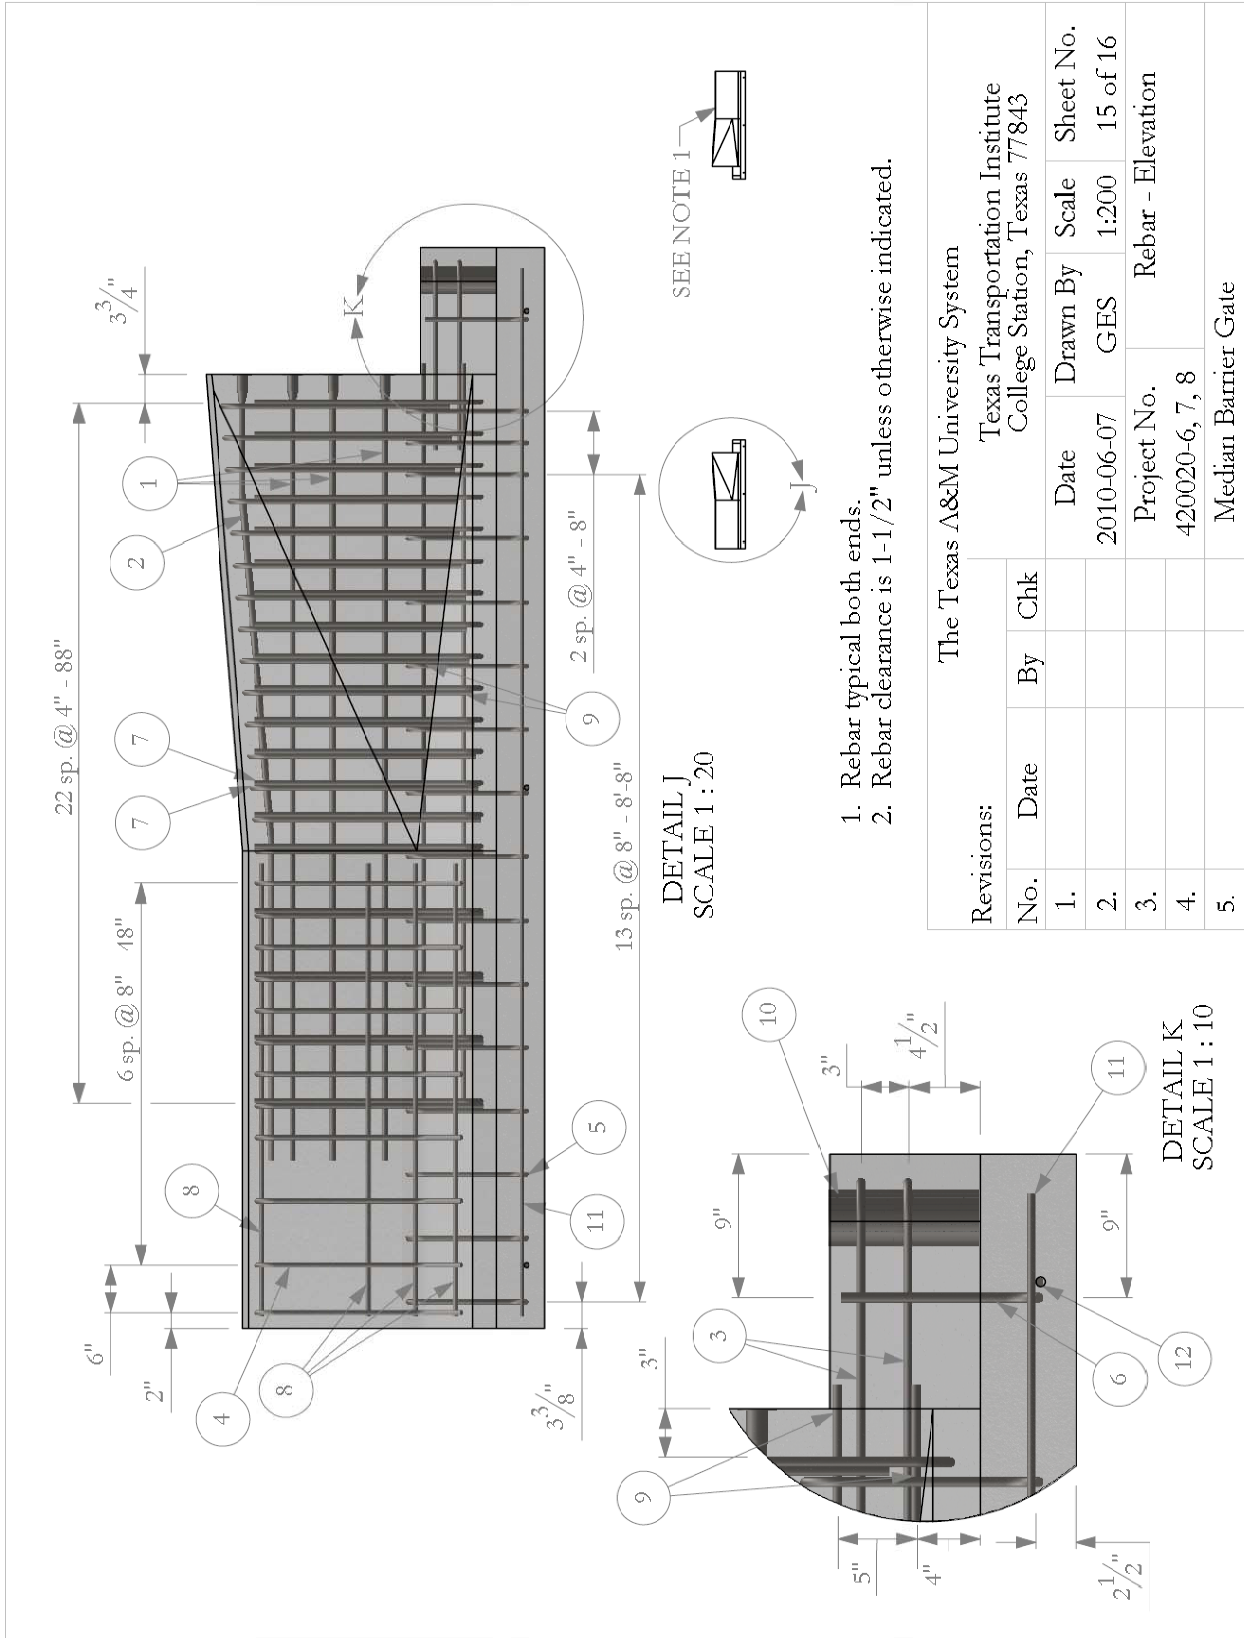 22 sp. @ 4" - 88"
3 3/4"
6 sp. @ 8" 48"
6"
2"
7
7
2
1
8
4
K
8
3 3/8"
11
5
9
2 sp. @ 4" - 8"
13 sp. @ 8" - 8'-8"
DETAIL J
SCALE 1 : 20
J
SEE NOTE 1
1. Rebar typical both ends.
2. Rebar clearance is 1-1/2" unless otherwise indicated.
9
3"
3
9"
10
3"
4 1/2"
5"
4"
2 1/2"
12
6
9"
11
DETAIL K
SCALE 1 : 10
The Texas A&M University System
Revisions:
No. Date By Chk
1.
2.
3.
4.
5.
Texas Transportation Institute
College Station, Texas 77843
Date Drawn By Scale Sheet No.
2010-06-07 GES 1:200 15 of 16
Project No. Rebar - Elevation
420020-6, 7, 8
Median Barrier Gate